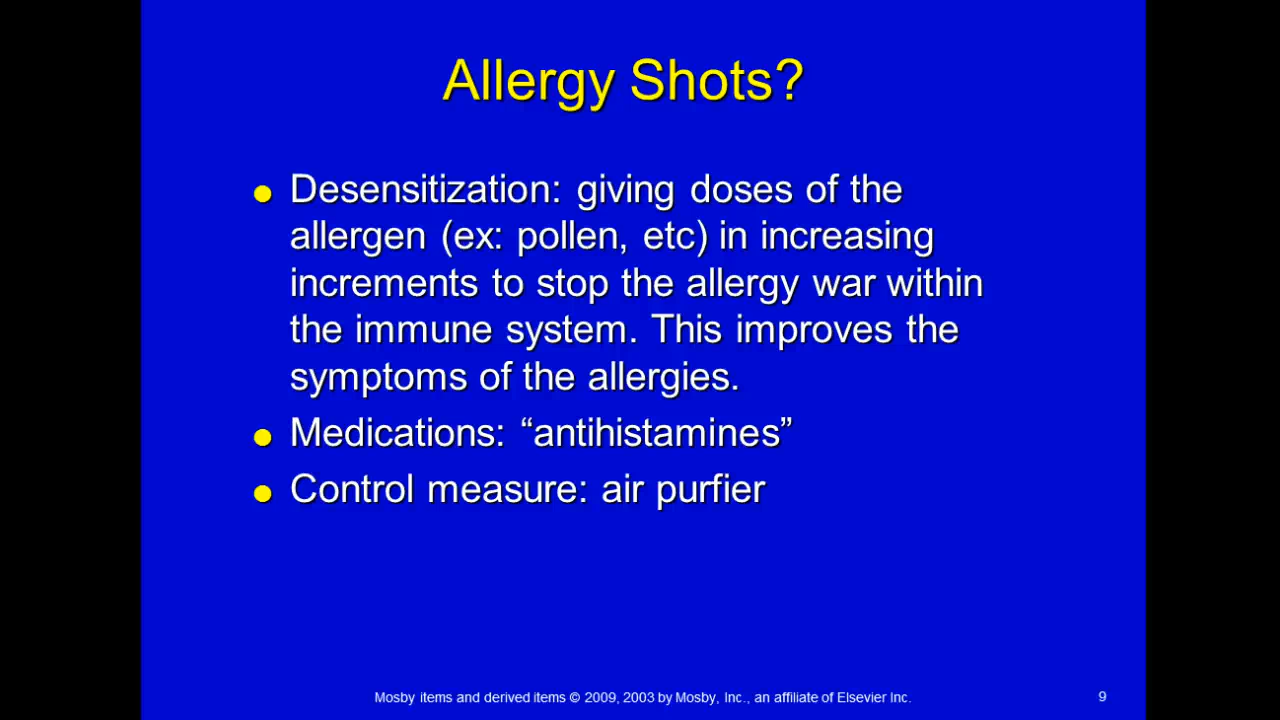 Allergy Shots?
● Desensitization: giving doses of the
allergen (ex: pollen, etc) in increasing
increments to stop the allergy war within
the immune system. This improves the
symptoms of the allergies.
● Medications: “antihistamines”
● Control measure: air purfier
Mosby items and derived items © 2009, 2003 by Mosby, Inc., an affiliate of Elsevier Inc.
9